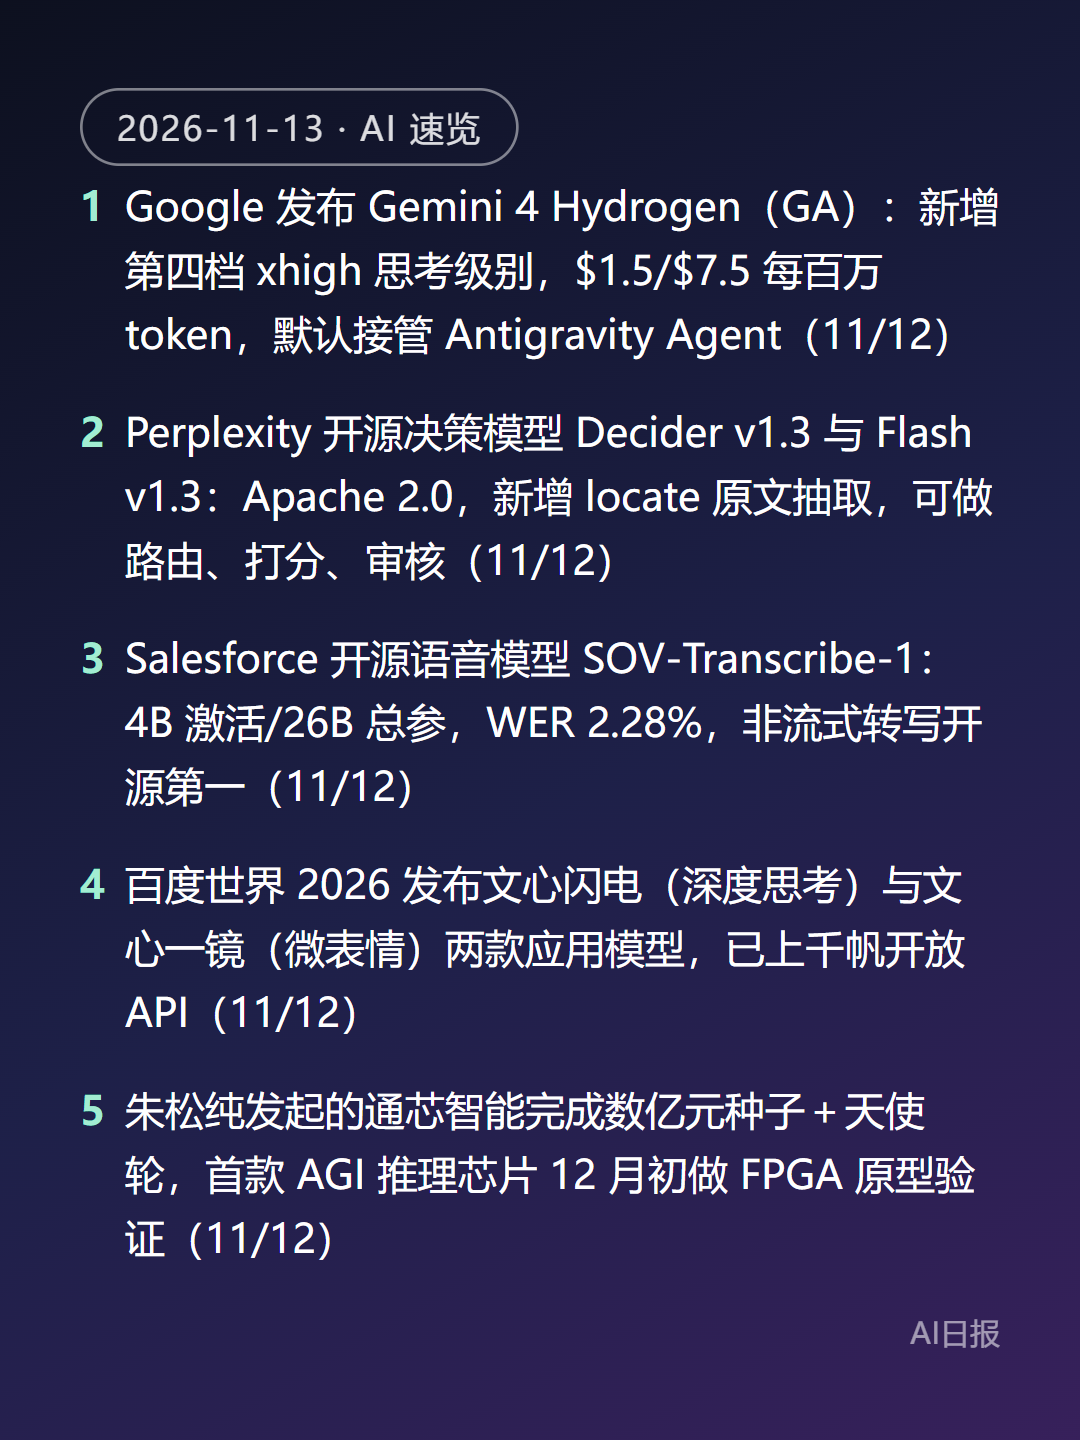 2026-11-13 · AI 速览
1 Google 发布 Gemini 4 Hydrogen（GA）：新增
第四档 xhigh 思考级别，$1.5/$7.5 每百万
token，默认接管 Antigravity Agent（11/12）
2 Perplexity 开源决策模型 Decider v1.3 与 Flash
v1.3：Apache 2.0，新增 locate 原文抽取，可做
路由、打分、审核（11/12）
3 Salesforce 开源语音模型 SOV-Transcribe-1：
4B 激活/26B 总参，WER 2.28%，非流式转写开
源第一（11/12）
4 百度世界 2026 发布文心闪电（深度思考）与文
心一镜（微表情）两款应用模型，已上千帆开放
API（11/12）
5 朱松纯发起的通芯智能完成数亿元种子＋天使
轮，首款 AGI 推理芯片 12 月初做 FPGA 原型验
证（11/12）
AI日报